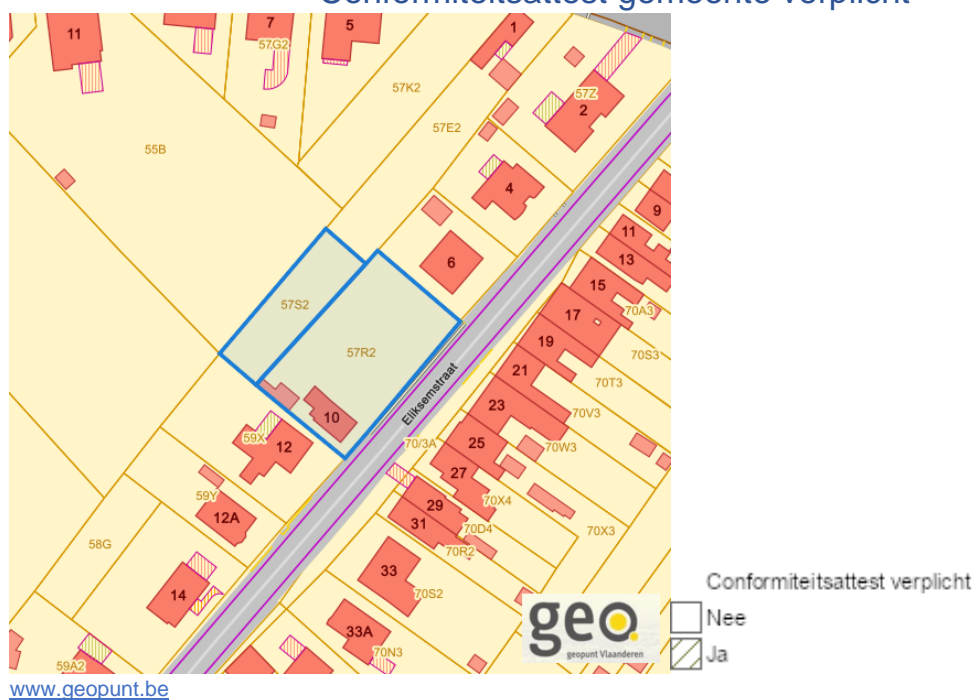 Conformiteitsattest gemeente verplicht
11
7
57G2
5
1
57K2
57Z
2
57E2
55B
4
9
11
13
6
15
57S2
17
70A3
19
57R2
70S3
21
70T3
Eliksemstraat
23
70V3
10
59X
12
70/3A
25
70W3
27
59Y
70X4
29
12A
31
70D4
70X3
58G
70R2
33
70S2
14
33A
70N3
59A2
geo
geopunt Vlaanderen
Conformiteitsattest verplicht
Nee
Ja
www.geopunt.be